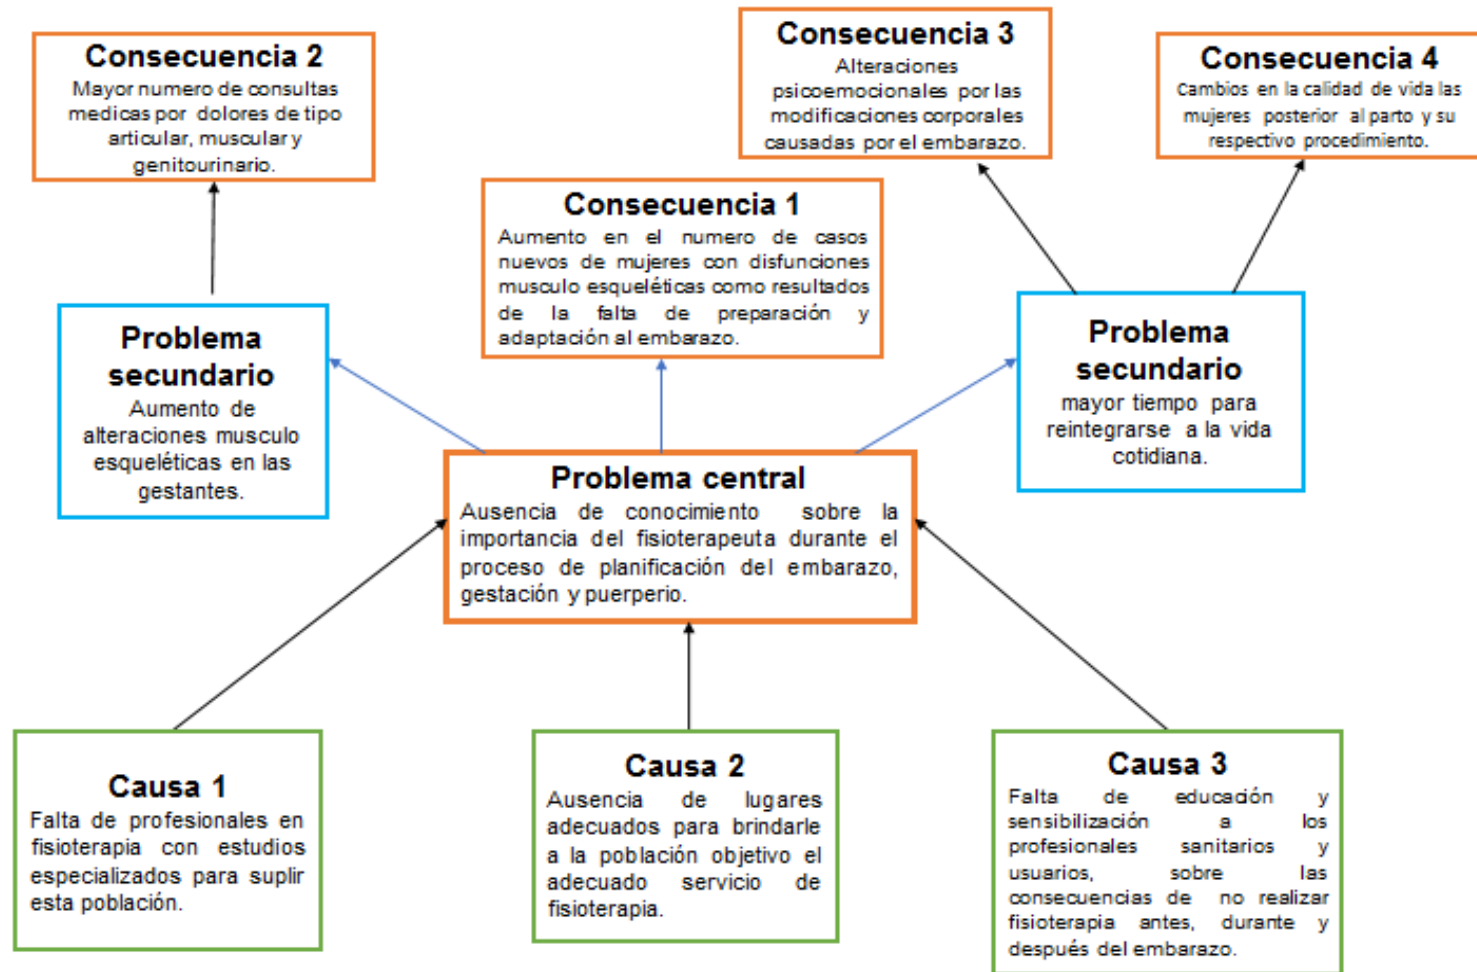 Consecuencia 2
Mayor numero de consultas
medicas por dolores de tipo
articular, muscular y
genitourinario.
Consecuencia 3
Alteraciones
psicoemocionales por las
modificaciones corporales
causadas por el embarazo.
Consecuencia 4
Cambios en la calidad de vida las
mujeres posterior al parto y su
respectivo procedimiento.
Consecuencia 1
Aumento en el numero de casos
nuevos de mujeres con disfunciones
musculo esqueléticas como resultados
de la falta de preparación y
adaptación al embarazo.
Problema
secundario
Aumento de
alteraciones musculo
esqueléticas en las
gestantes.
Problema
secundario
mayor tiempo para
reintegrarse a la vida
cotidiana.
Problema central
Ausencia de conocimiento sobre la
importancia del fisioterapeuta durante el
proceso de planificación del embarazo,
gestación y puerperio.
Causa 1
Falta de profesionales en
fisioterapia con estudios
especializados para suplir
esta población.
Causa 2
Ausencia de lugares
adecuados para brindarle
a la población objetivo el
adecuado servicio de
fisioterapia.
Causa 3
Falta de educación y
sensibilización a los
profesionales sanitarios y
usuarios, sobre las
consecuencias de no realizar
fisioterapia antes, durante y
después del embarazo.